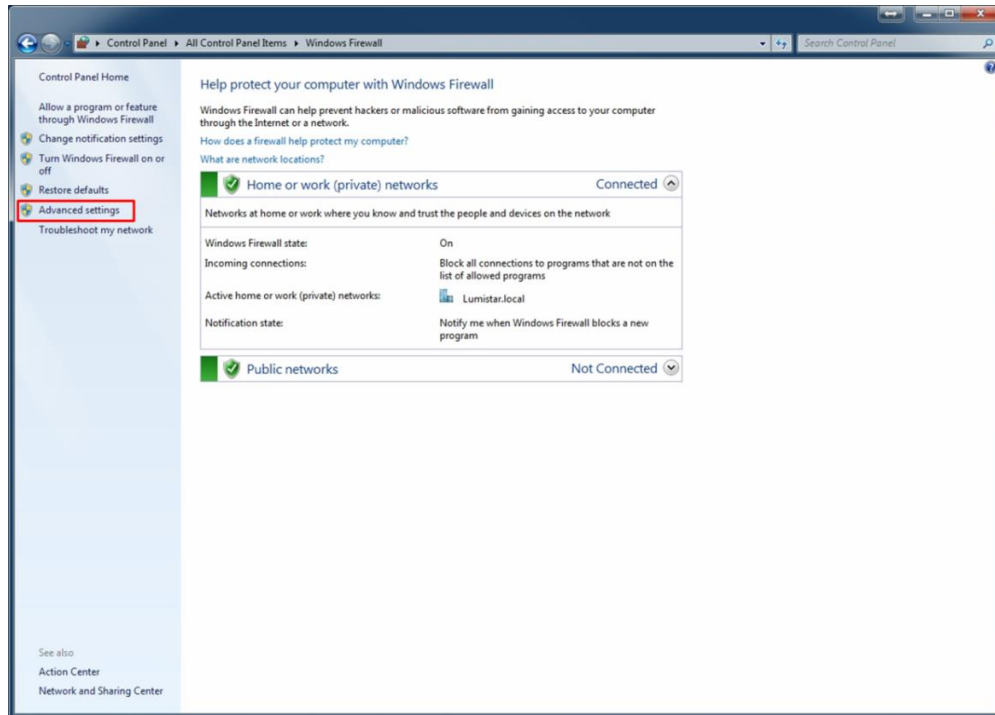 Control Panel ▸ All Control Panel Items ▸ Windows Firewall
Search Control Panel
Control Panel Home
Allow a program or feature
through Windows Firewall
Change notification settings
Turn Windows Firewall on or
off
Restore defaults
Advanced settings
Troubleshoot my network
See also
Action Center
Network and Sharing Center
Help protect your computer with Windows Firewall
Windows Firewall can help prevent hackers or malicious software from gaining access to your computer
through the Internet or a network.
How does a firewall help protect my computer?
What are network locations?
Home or work (private) networks Connected
Networks at home or work where you know and trust the people and devices on the network
Windows Firewall state: On
Incoming connections: Block all connections to programs that are not on the
list of allowed programs
Active home or work (private) networks: Lumistar.local
Notification state: Notify me when Windows Firewall blocks a new
program
Public networks Not Connected